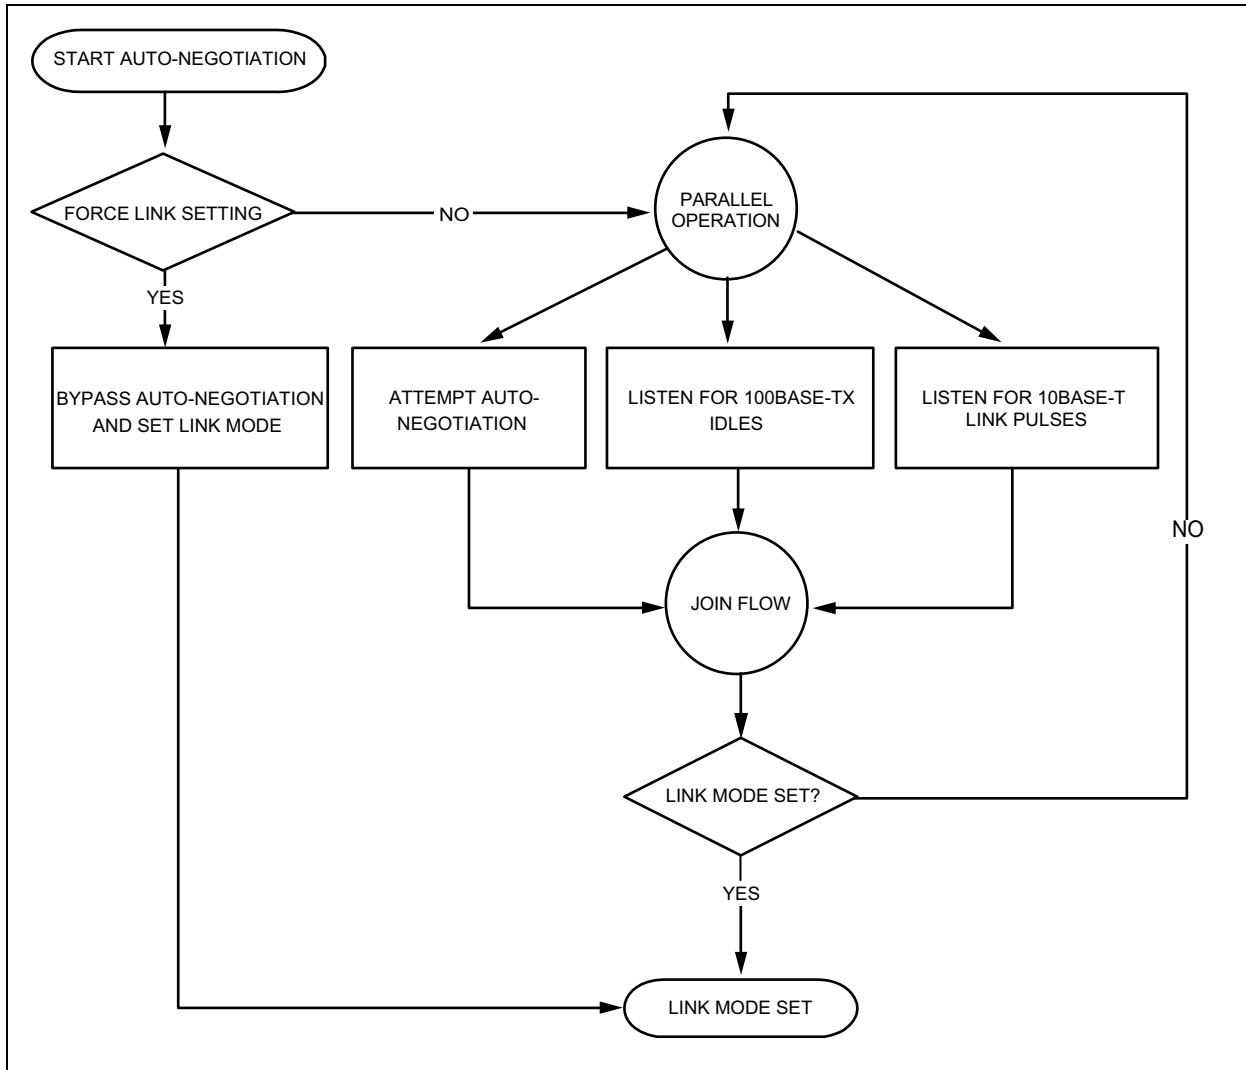 START AUTO-NEGOTIATION
FORCE LINK SETTING
NO
PARALLEL
OPERATION
YES
BYPASS AUTO-NEGOTIATION
AND SET LINK MODE
ATTEMPT AUTO-
NEGOTIATION
LISTEN FOR 100BASE-TX
IDLES
LISTEN FOR 10BASE-T
LINK PULSES
NO
JOIN FLOW
LINK MODE SET?
YES
LINK MODE SET